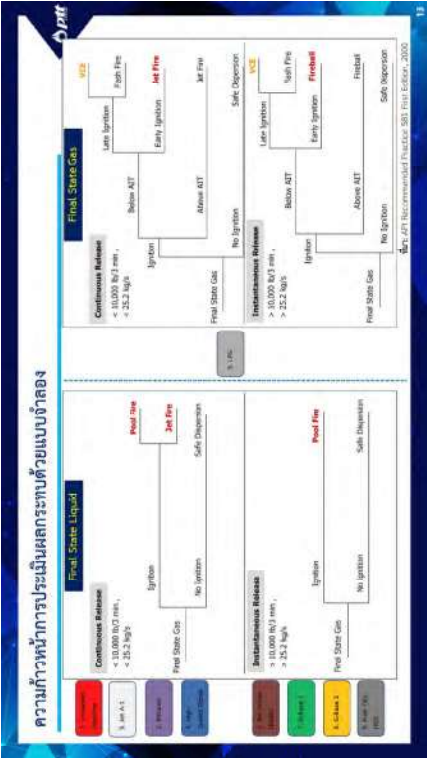 ความก้าวหน้าการประเมินผลกระทบด้วยแบบจำลอง
ptt
Final State Liquid
Continuous Release
< 10,000 lb/3 min ,
< 25.2 kg/s
Final State Gas
Ignition
Pool Fire
Jet Fire
No Ignition
Safe Dispersion
Instantaneous Release
> 10,000 lb/3 min ,
> 25.2 kg/s
Final State Gas
Ignition
Pool Fire
No Ignition
Safe Dispersion
5. Jet A-1
Final State Gas
Continuous Release
< 10,000 lb/3 min ,
< 25.2 kg/s
Final State Gas
Ignition
Below AIT
Late Ignition
VCE
Flash Fire
Early Ignition
Jet Fire
Above AIT
Jet Fire
No Ignition
Safe Dispersion
Instantaneous Release
> 10,000 lb/3 min ,
> 25.2 kg/s
Final State Gas
Ignition
Below AIT
Late Ignition
VCE
Flash Fire
Early Ignition
Fireball
Above AIT
Fireball
No Ignition
Safe Dispersion
ที่มา: API Recommended Practice 581 First Edition, 2000